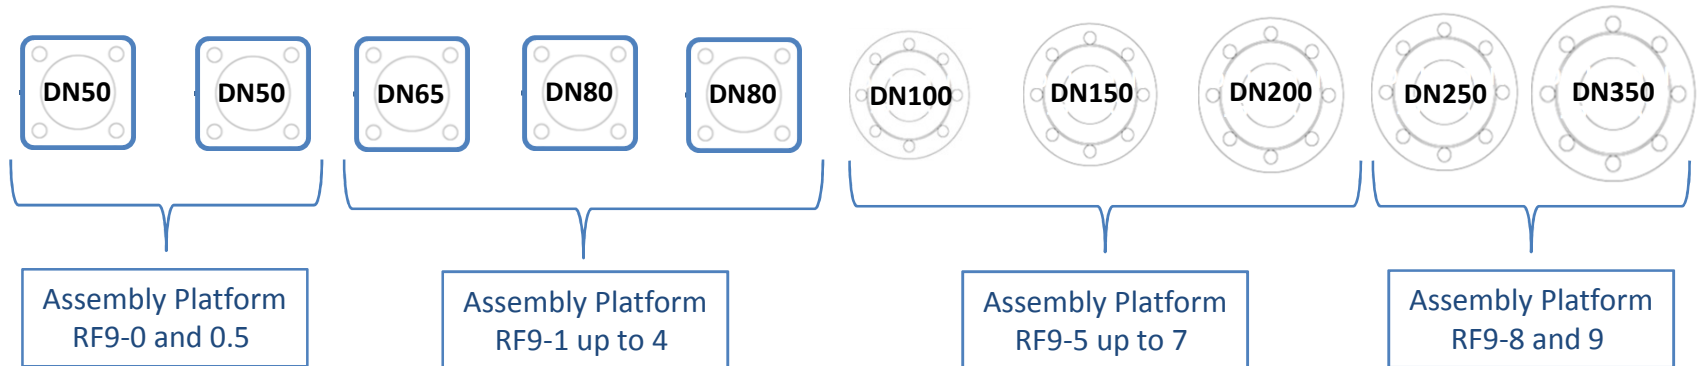 DN50 DN50 DN65 DN80 DN80 DN100 DN150 DN200 DN250 DN350
Assembly Platform
RF9-0 and 0.5
Assembly Platform
RF9-1 up to 4
Assembly Platform
RF9-5 up to 7
Assembly Platform
RF9-8 and 9